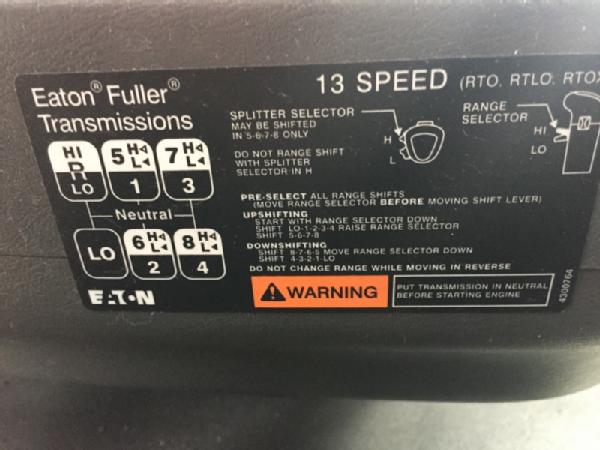 Eaton® Fuller®
Transmissions
13 SPEED (RTO, RTLO, RTOX
SPLITTER SELECTOR
MAY BE SHIFTED
IN 5-6-7-8 ONLY
DO NOT RANGE SHIFT
WITH SPLITTER
SELECTOR IN H
H
L
RANGE
SELECTOR
HI
LO
HI
R
LO
5 H
L
1
7 H
L
3
Neutral
LO
6 H
L
2
8 H
L
4
PRE-SELECT ALL RANGE SHIFTS
(MOVE RANGE SELECTOR BEFORE MOVING SHIFT LEVER)
UPSHIFTING
START WITH RANGE SELECTOR DOWN
SHIFT LO-1-2-3-4 RAISE RANGE SELECTOR
SHIFT 5-6-7-8
DOWNSHIFTING
SHIFT 8-7-6-5 MOVE RANGE SELECTOR DOWN
SHIFT 4-3-2-1-LO
DO NOT CHANGE RANGE WHILE MOVING IN REVERSE
EATON
WARNING
PUT TRANSMISSION IN NEUTRAL
BEFORE STARTING ENGINE